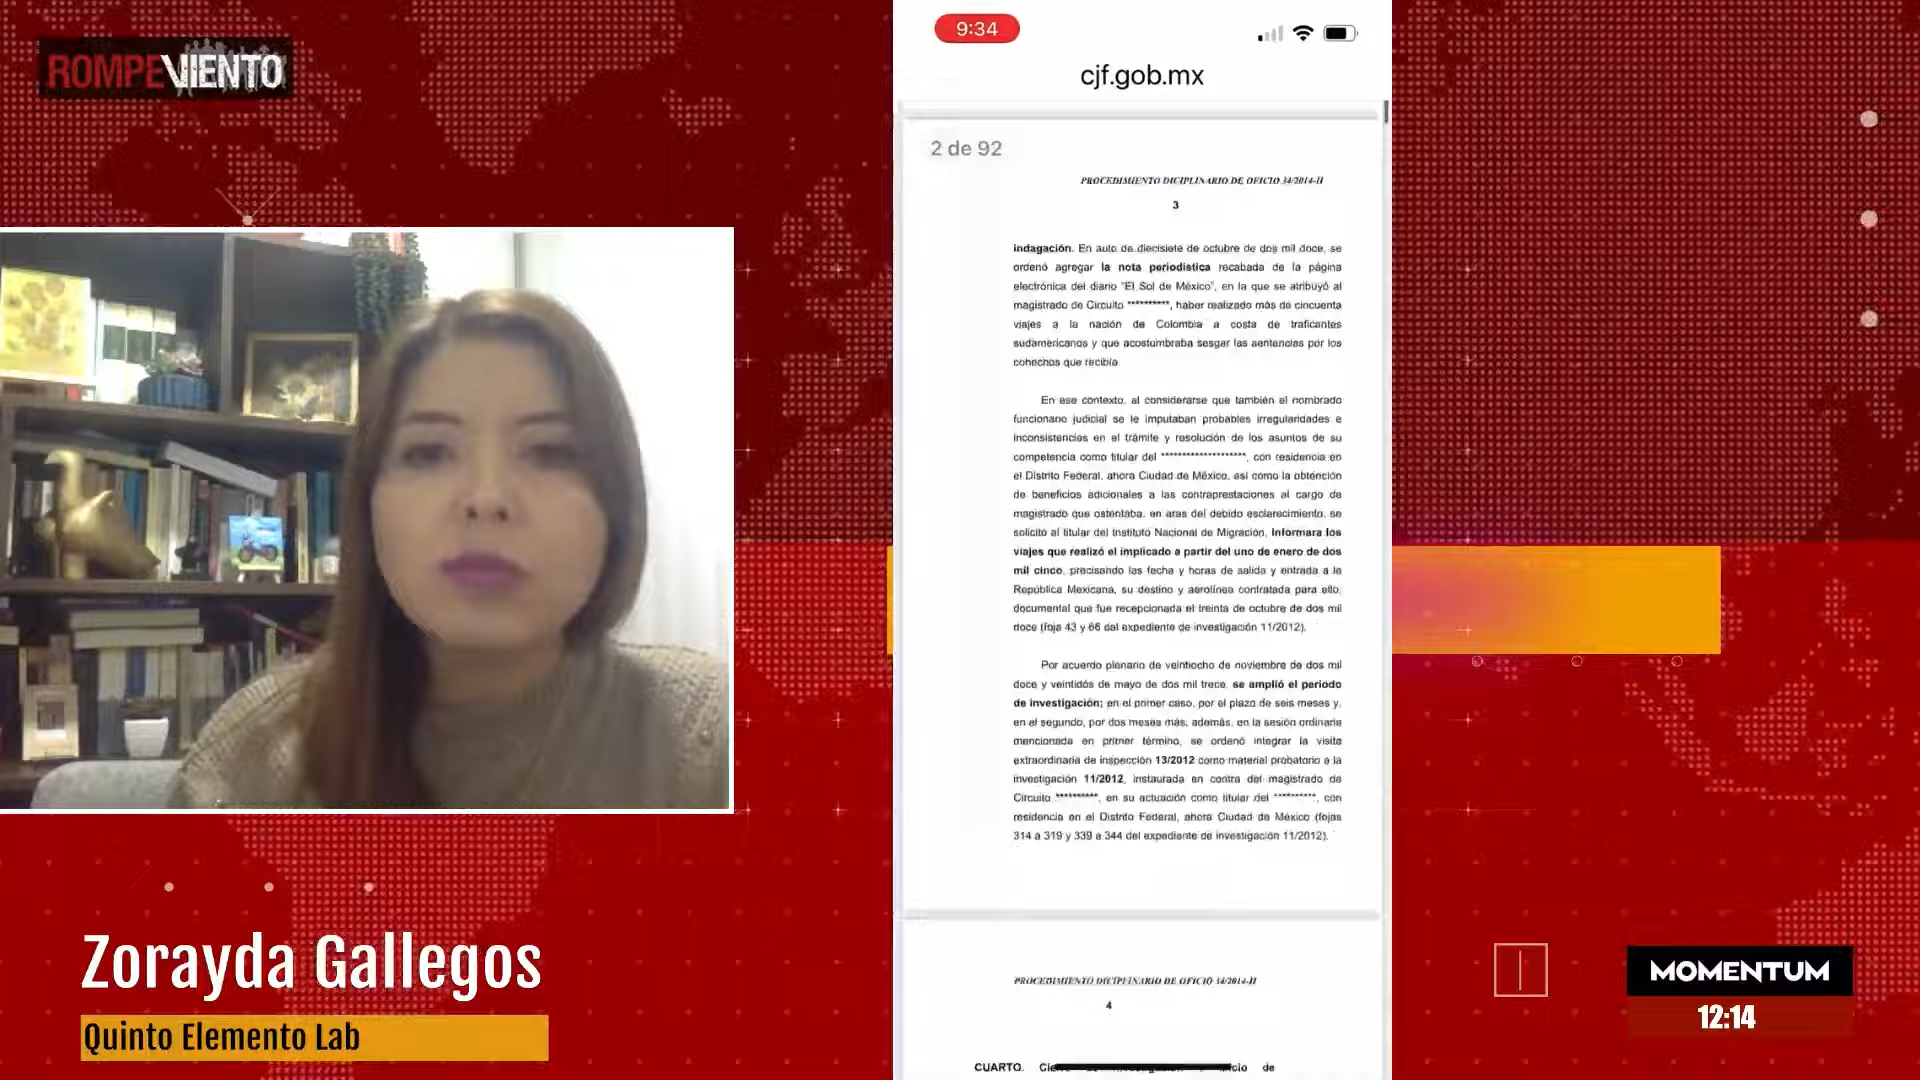 ROMPEVIENTO
9:34
cjf.gob.mx
2 de 92
PROCEDIMIENTO DICIPLINARIO DE OFICIO 34/2014-II
3
indagación. En auto de diecisiete de octubre de dos mil doce, se
ordenó agregar la nota periodística recabada de la página
electrónica del diario "El Sol de México", en la que se atribuyó al
magistrado de Circuito **********, haber realizado más de cincuenta
viajes a la nación de Colombia a costa de traficantes
sudamericanos y que acostumbraba sesgar las sentencias por los
cohechos que recibía.
En ese contexto, al considerarse que también el nombrado
funcionario judicial se le imputaban probables irregularidades e
inconsistencias en el trámite y resolución de los asuntos de su
competencia como titular del ********************, con residencia en
el Distrito Federal, ahora Ciudad de México, así como la obtención
de beneficios adicionales a las contraprestaciones al cargo de
magistrado que ostentaba, en aras del debido esclarecimiento, se
solicitó al titular del Instituto Nacional de Migración, informara los
viajes que realizó el implicado a partir del uno de enero de dos
mil cinco, precisando las fecha y horas de salida y entrada a la
República Mexicana, su destino y aerolínea contratada para ello,
documental que fue recepcionada el treinta de octubre de dos mil
doce (foja 43 y 66 del expediente de investigación 11/2012).
Por acuerdo plenario de veintiocho de noviembre de dos mil
doce y veintidós de mayo de dos mil trece, se amplió el periodo
de investigación; en el primer caso, por el plazo de seis meses y,
en el segundo, por dos meses más, además, en la sesión ordinaria
mencionada en primer término, se ordenó integrar la visita
extraordinaria de inspección 13/2012 como material probatorio a la
investigación 11/2012, instaurada en contra del magistrado de
Circuito **********, en su actuación como titular del **********, con
residencia en el Distrito Federal, ahora Ciudad de México (fojas
314 a 319 y 339 a 344 del expediente de investigación 11/2012).
PROCEDIMIENTO DICIPLINARIO DE OFICIO 34/2014-II
4
CUARTO. de
Zorayda Gallegos
Quinto Elemento Lab
MOMENTUM
12:14